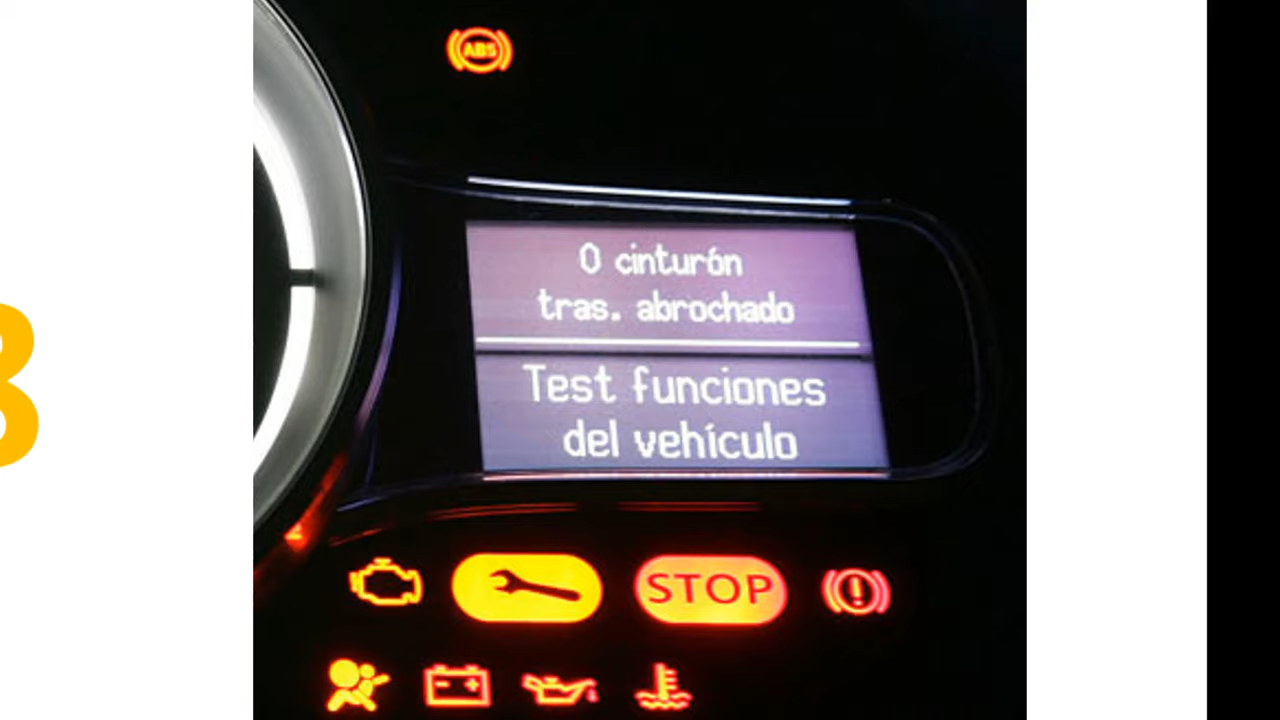 ABS
0 cinturón
tras. abrochado
Test funciones
del vehículo
STOP